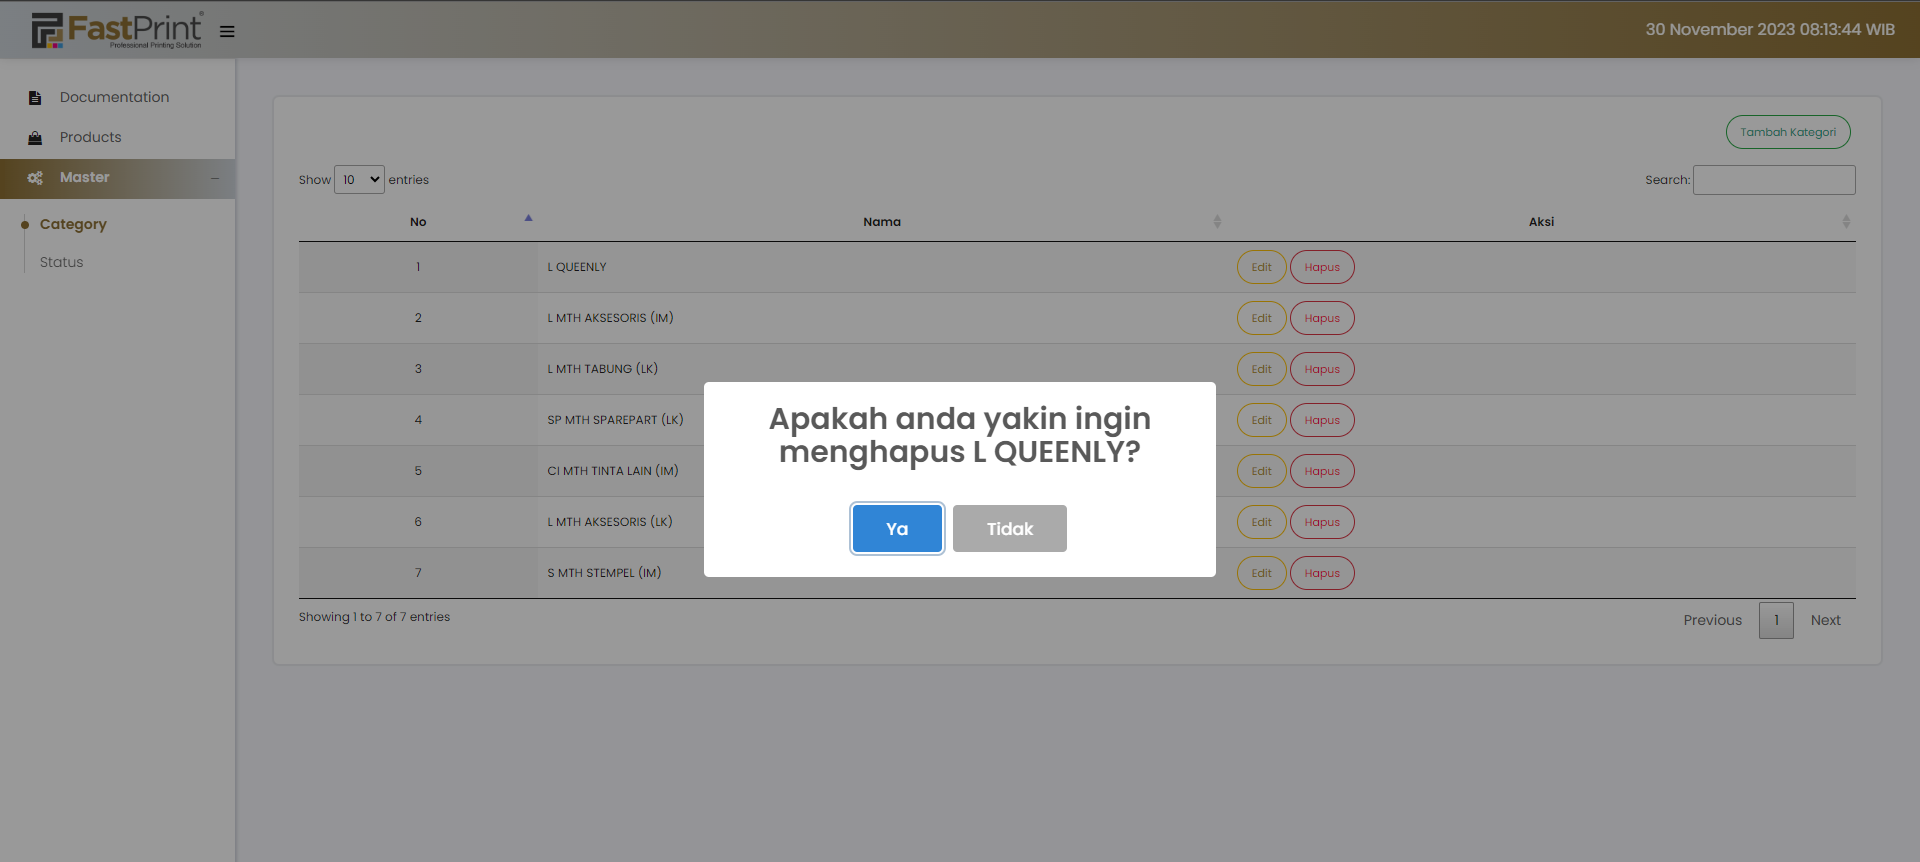 FastPrint®
Professional Printing Solution
30 November 2023 08:13:44 WIB
Documentation
Products
Master
Category
Status
Tambah Kategori
Show 10 entries
Search:
No Nama Aksi
1 L QUEENLY Edit Hapus
2 L MTH AKSESORIS (IM) Edit Hapus
3 L MTH TABUNG (LK) Edit Hapus
4 SP MTH SPAREPART (LK) Edit Hapus
5 CI MTH TINTA LAIN (IM) Edit Hapus
6 L MTH AKSESORIS (LK) Edit Hapus
7 S MTH STEMPEL (IM) Edit Hapus
Apakah anda yakin ingin
menghapus L QUEENLY?
Ya Tidak
Showing 1 to 7 of 7 entries
Previous 1 Next